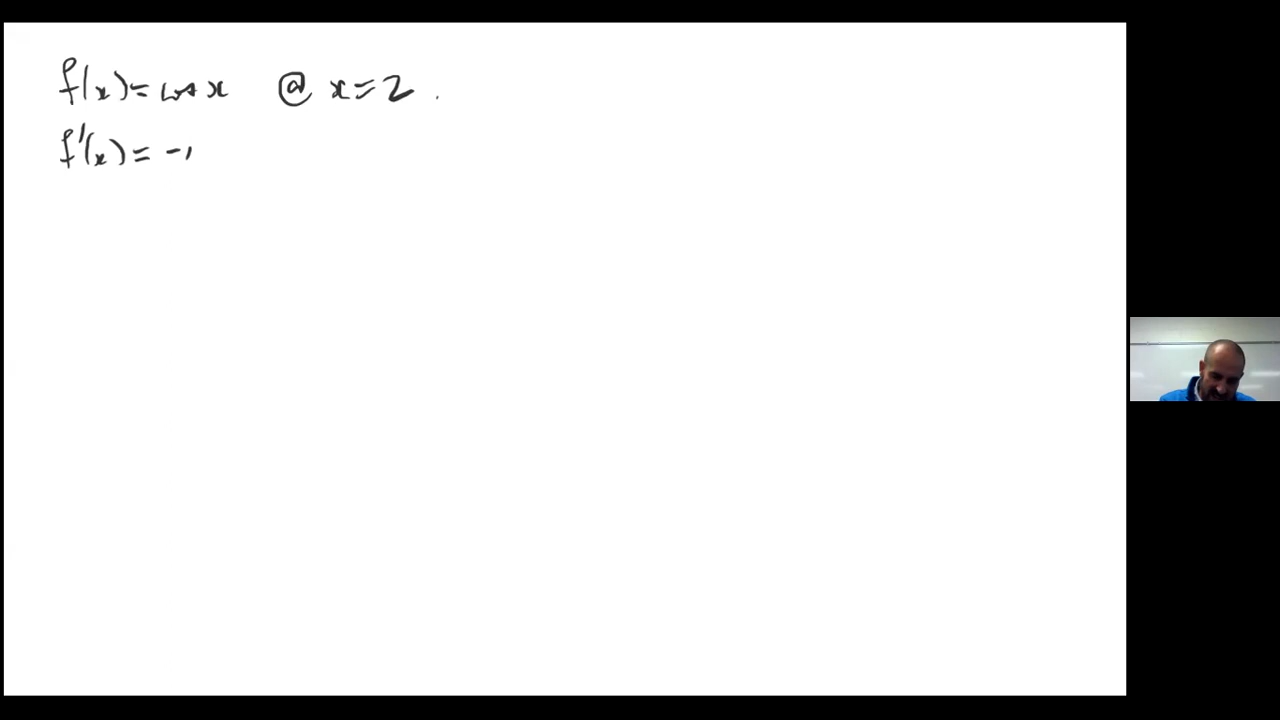 f(x)=cos x @ x=2.
f'(x)= -